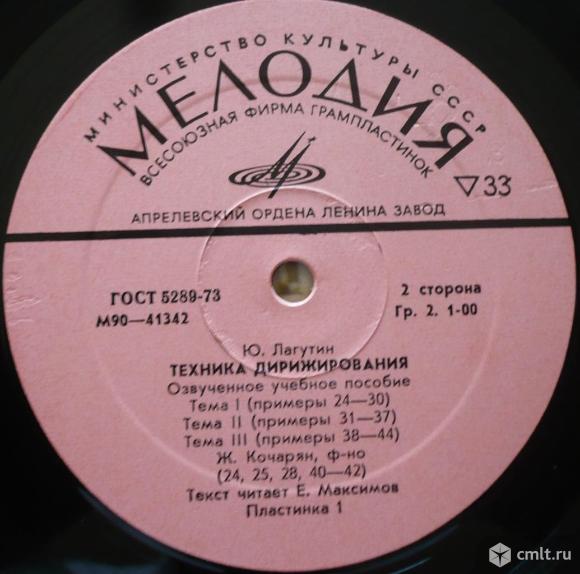 МИНИСТЕРСТВО КУЛЬТУРЫ СССР
МЕЛОДИЯ
ВСЕСОЮЗНАЯ ФИРМА ГРАМПЛАСТИНОК
▽33
АПРЕЛЕВСКИЙ ОРДЕНА ЛЕНИНА ЗАВОД
ГОСТ 5289-73
М90—41342
2 сторона
Гр. 2. 1-00
Ю. Лагутин
ТЕХНИКА ДИРИЖИРОВАНИЯ
Озвученное учебное пособие
Тема I (примеры 24—30)
Тема II (примеры 31—37)
Тема III (примеры 38—44)
Ж. Кочарян, ф-но
(24, 25, 28, 40—42)
Текст читает Е. Максимов
Пластинка 1
cmlt.ru